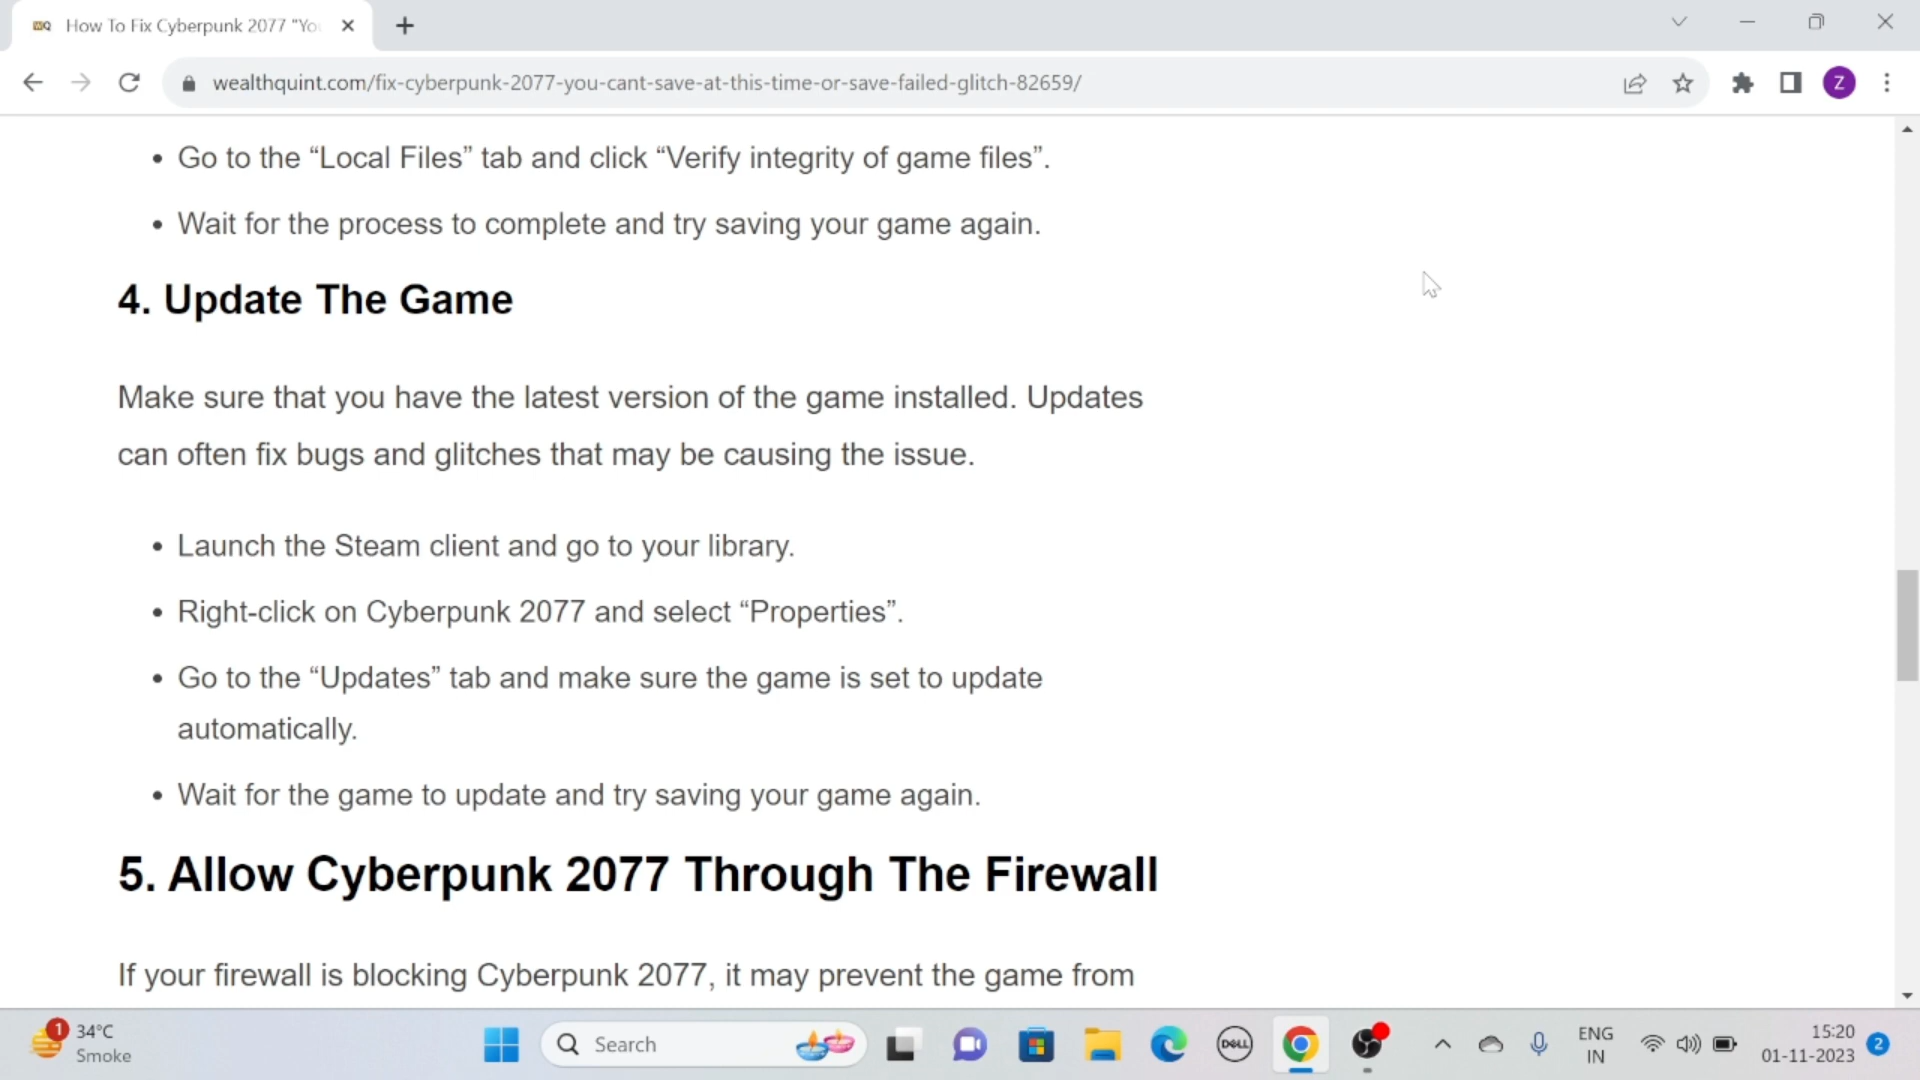 How To Fix Cyberpunk 2077 "Yo
wealthquint.com/fix-cyberpunk-2077-you-cant-save-at-this-time-or-save-failed-glitch-82659/
Z
• Go to the “Local Files” tab and click “Verify integrity of game files”.
• Wait for the process to complete and try saving your game again.
4. Update The Game
Make sure that you have the latest version of the game installed. Updates
can often fix bugs and glitches that may be causing the issue.
• Launch the Steam client and go to your library.
• Right-click on Cyberpunk 2077 and select “Properties”.
• Go to the “Updates” tab and make sure the game is set to update
automatically.
• Wait for the game to update and try saving your game again.
5. Allow Cyberpunk 2077 Through The Firewall
If your firewall is blocking Cyberpunk 2077, it may prevent the game from
1
34°C
Smoke
Search
DELL
ENG
IN
15:20
01-11-2023
2